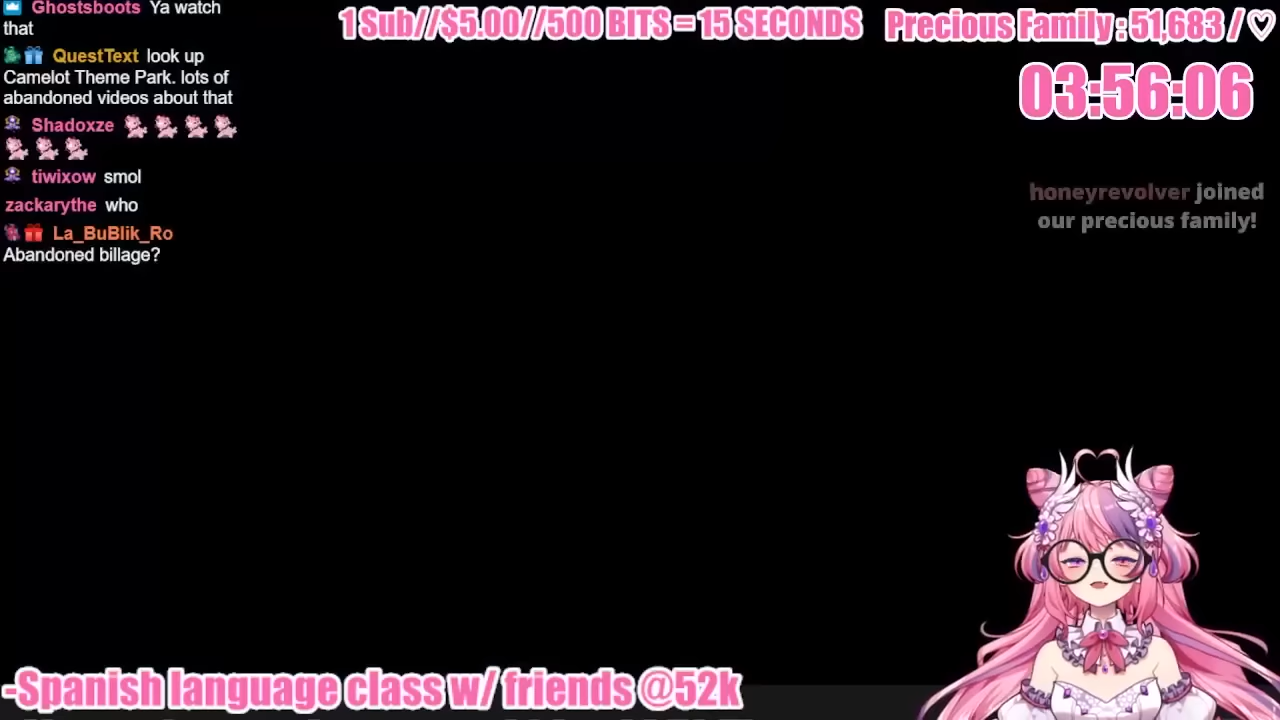 Ghostsboots Ya watch
that
QuestText look up
Camelot Theme Park. lots of
abandoned videos about that
Shadoxze
tiwixow smol
zackarythe who
La_BuBlik_Ro
Abandoned billage?
1 Sub//$5.00//500 BITS = 15 SECONDS
Precious Family : 51,683 / ♡
03:56:06
honeyrevolver joined
our precious family!
-Spanish language class w/ friends @52k